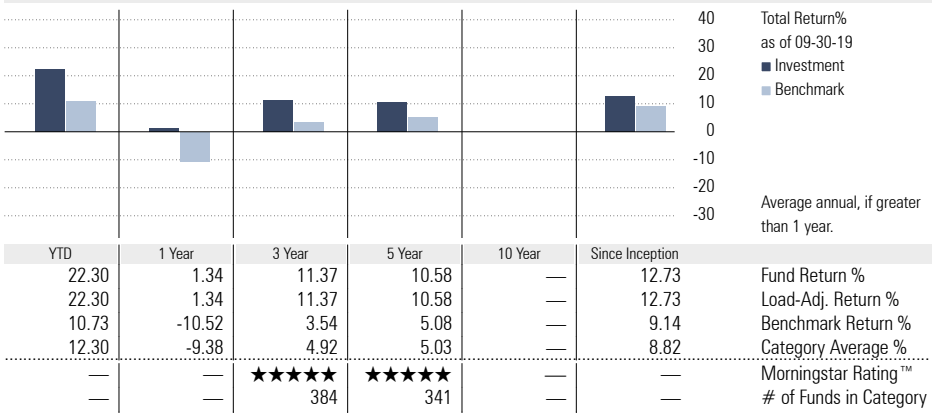 40
Total Return%
30
as of 09-30-19
20
■ Investment
10
■ Benchmark
0
-10
-20
-30
Average annual, if greater
than 1 year.
YTD 1 Year 3 Year 5 Year 10 Year Since Inception
22.30 1.34 11.37 10.58 — 12.73 Fund Return %
22.30 1.34 11.37 10.58 — 12.73 Load-Adj. Return %
10.73 -10.52 3.54 5.08 — 9.14 Benchmark Return %
12.30 -9.38 4.92 5.03 — 8.82 Category Average %
— — ★★★★★ ★★★★★ — — Morningstar Rating™
— — 384 341 — — # of Funds in Category